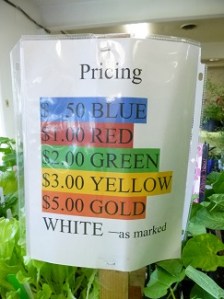 Pricing
$ .50 BLUE
$1.00 RED
$2.00 GREEN
$3.00 YELLOW
$5.00 GOLD
WHITE –as marked